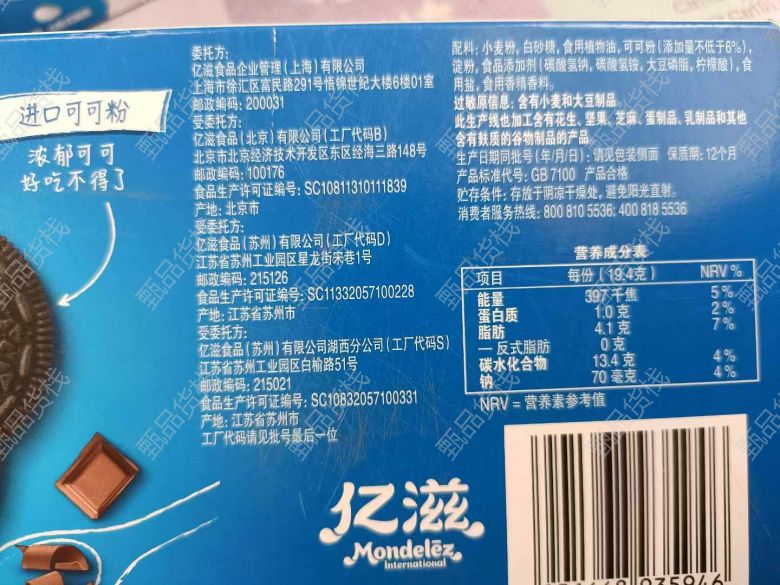 进口可可粉
浓郁可可
好吃不得了
委托方:
亿滋食品企业管理(上海)有限公司
上海市徐汇区富民路291号悟锦世纪大楼6楼01室
邮政编码: 200031
受委托方:
亿滋食品(北京)有限公司(工厂代码B)
北京市北京经济技术开发区东区经海三路148号
邮政编码: 100176
食品生产许可证编号: SC10811310111839
产地: 北京市
受委托方:
亿滋食品(苏州)有限公司(工厂代码D)
江苏省苏州工业园区星龙街宋巷1号
邮政编码: 215126
食品生产许可证编号: SC11332057100228
产地: 江苏省苏州市
受委托方:
亿滋食品(苏州)有限公司湖西分公司(工厂代码S)
江苏省苏州工业园区白榆路51号
邮政编码: 215021
食品生产许可证编号: SC10832057100331
产地: 江苏省苏州市
工厂代码请见批号最后一位
配料: 小麦粉, 白砂糖, 食用植物油, 可可粉(添加量不低于6%),
淀粉, 食品添加剂(碳酸氢钠, 碳酸氢铵, 大豆磷脂, 柠檬酸), 食
用盐, 食用香精香料。
过敏原信息: 含有小麦和大豆制品。
此生产线也加工含有花生、坚果、芝麻、蛋制品、乳制品和其他
含有麸质的谷物制品的产品。
生产日期同批号(年/月/日): 请见包装侧面 保质期: 12个月
产品标准代号: GB 7100 产品合格
贮存条件: 存放于阴凉干燥处, 避免阳光直射。
消费者服务热线: 800 810 5536; 400 818 5536
营养成分表
项目 每份(19.4克) NRV %
能量 397 千焦 5 %
蛋白质 1.0 克 2 %
脂肪 4.1 克 7 %
— 反式脂肪 0 克
碳水化合物 13.4 克 4 %
钠 70 毫克 4 %
NRV = 营养素参考值
亿滋
Mondelēz
International
甄品货栈